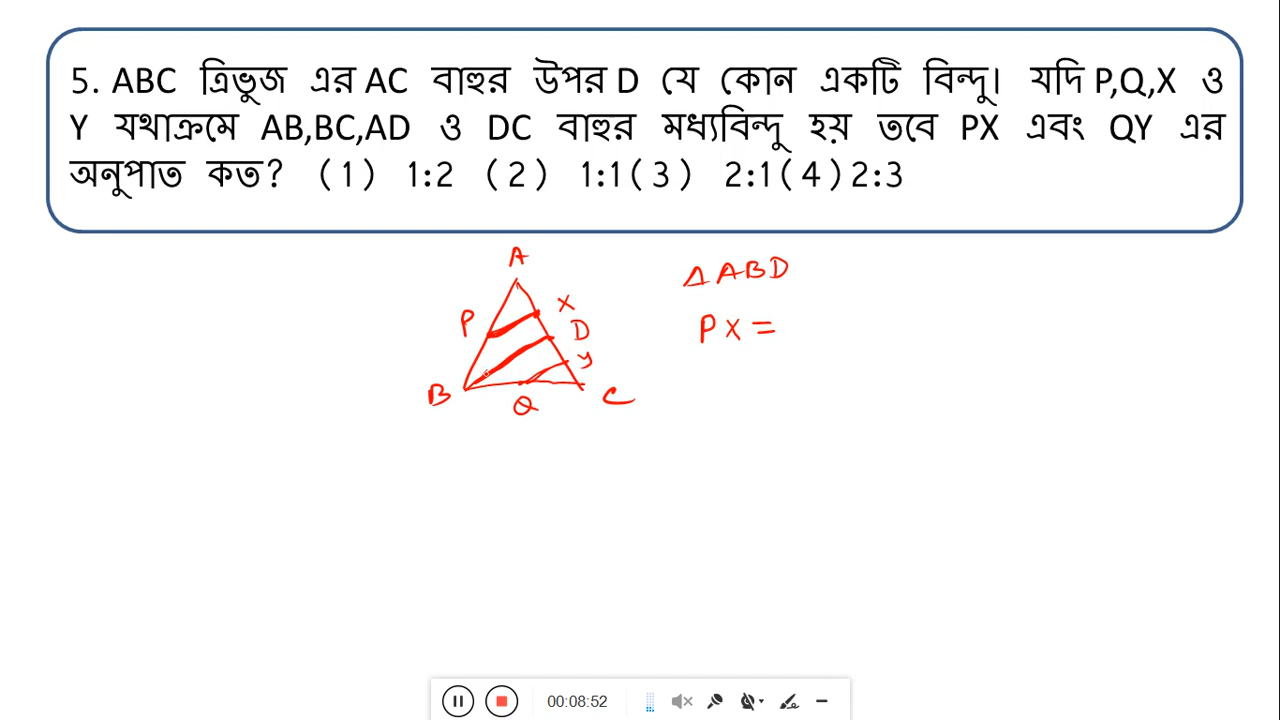 5. ABC ত্রিভুজ এর AC বাহুর উপর D যে কোন একটি বিন্দু। যদি P,Q,X ও
Y যথাক্রমে AB,BC,AD ও DC বাহুর মধ্যবিন্দু হয় তবে PX এবং QY এর
অনুপাত কত? (1) 1:2 (2) 1:1(3) 2:1(4)2:3
A
Δ ABD
X
P
D
PX =
Y
B
Q
C
00:08:52